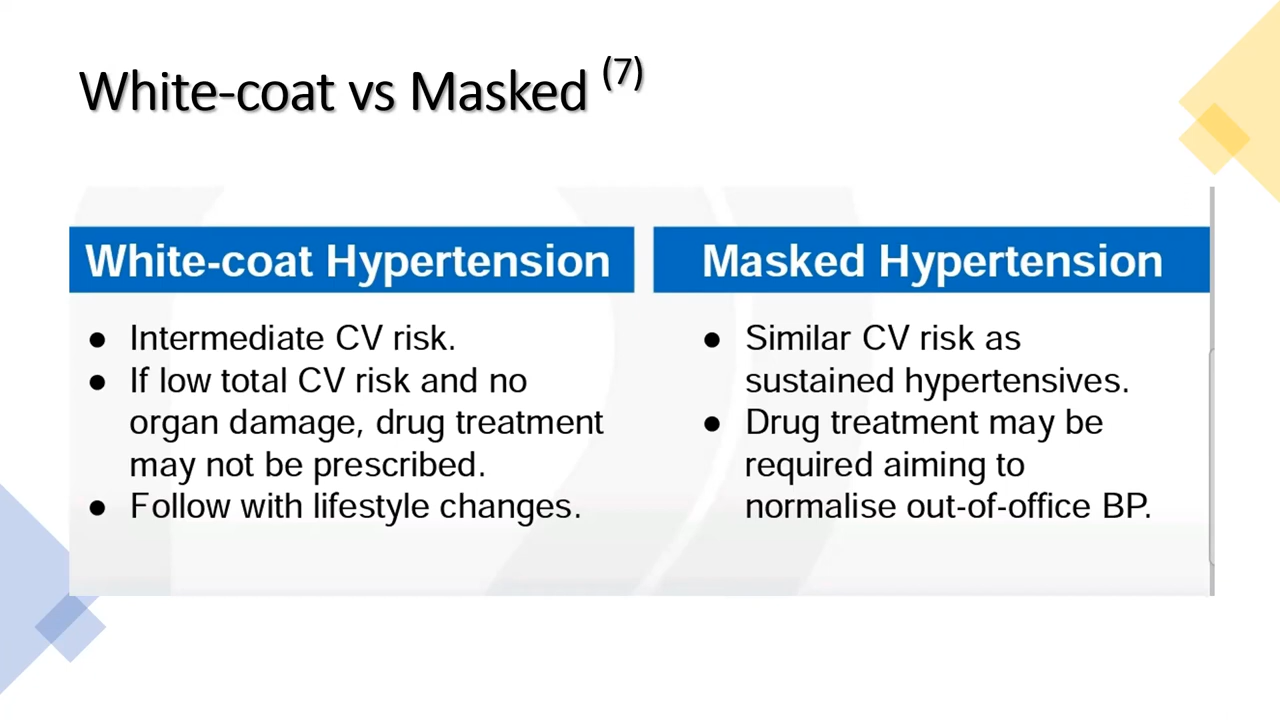 White-coat vs Masked (7)
White-coat Hypertension
● Intermediate CV risk.
● If low total CV risk and no
organ damage, drug treatment
may not be prescribed.
● Follow with lifestyle changes.
Masked Hypertension
● Similar CV risk as
sustained hypertensives.
● Drug treatment may be
required aiming to
normalise out-of-office BP.